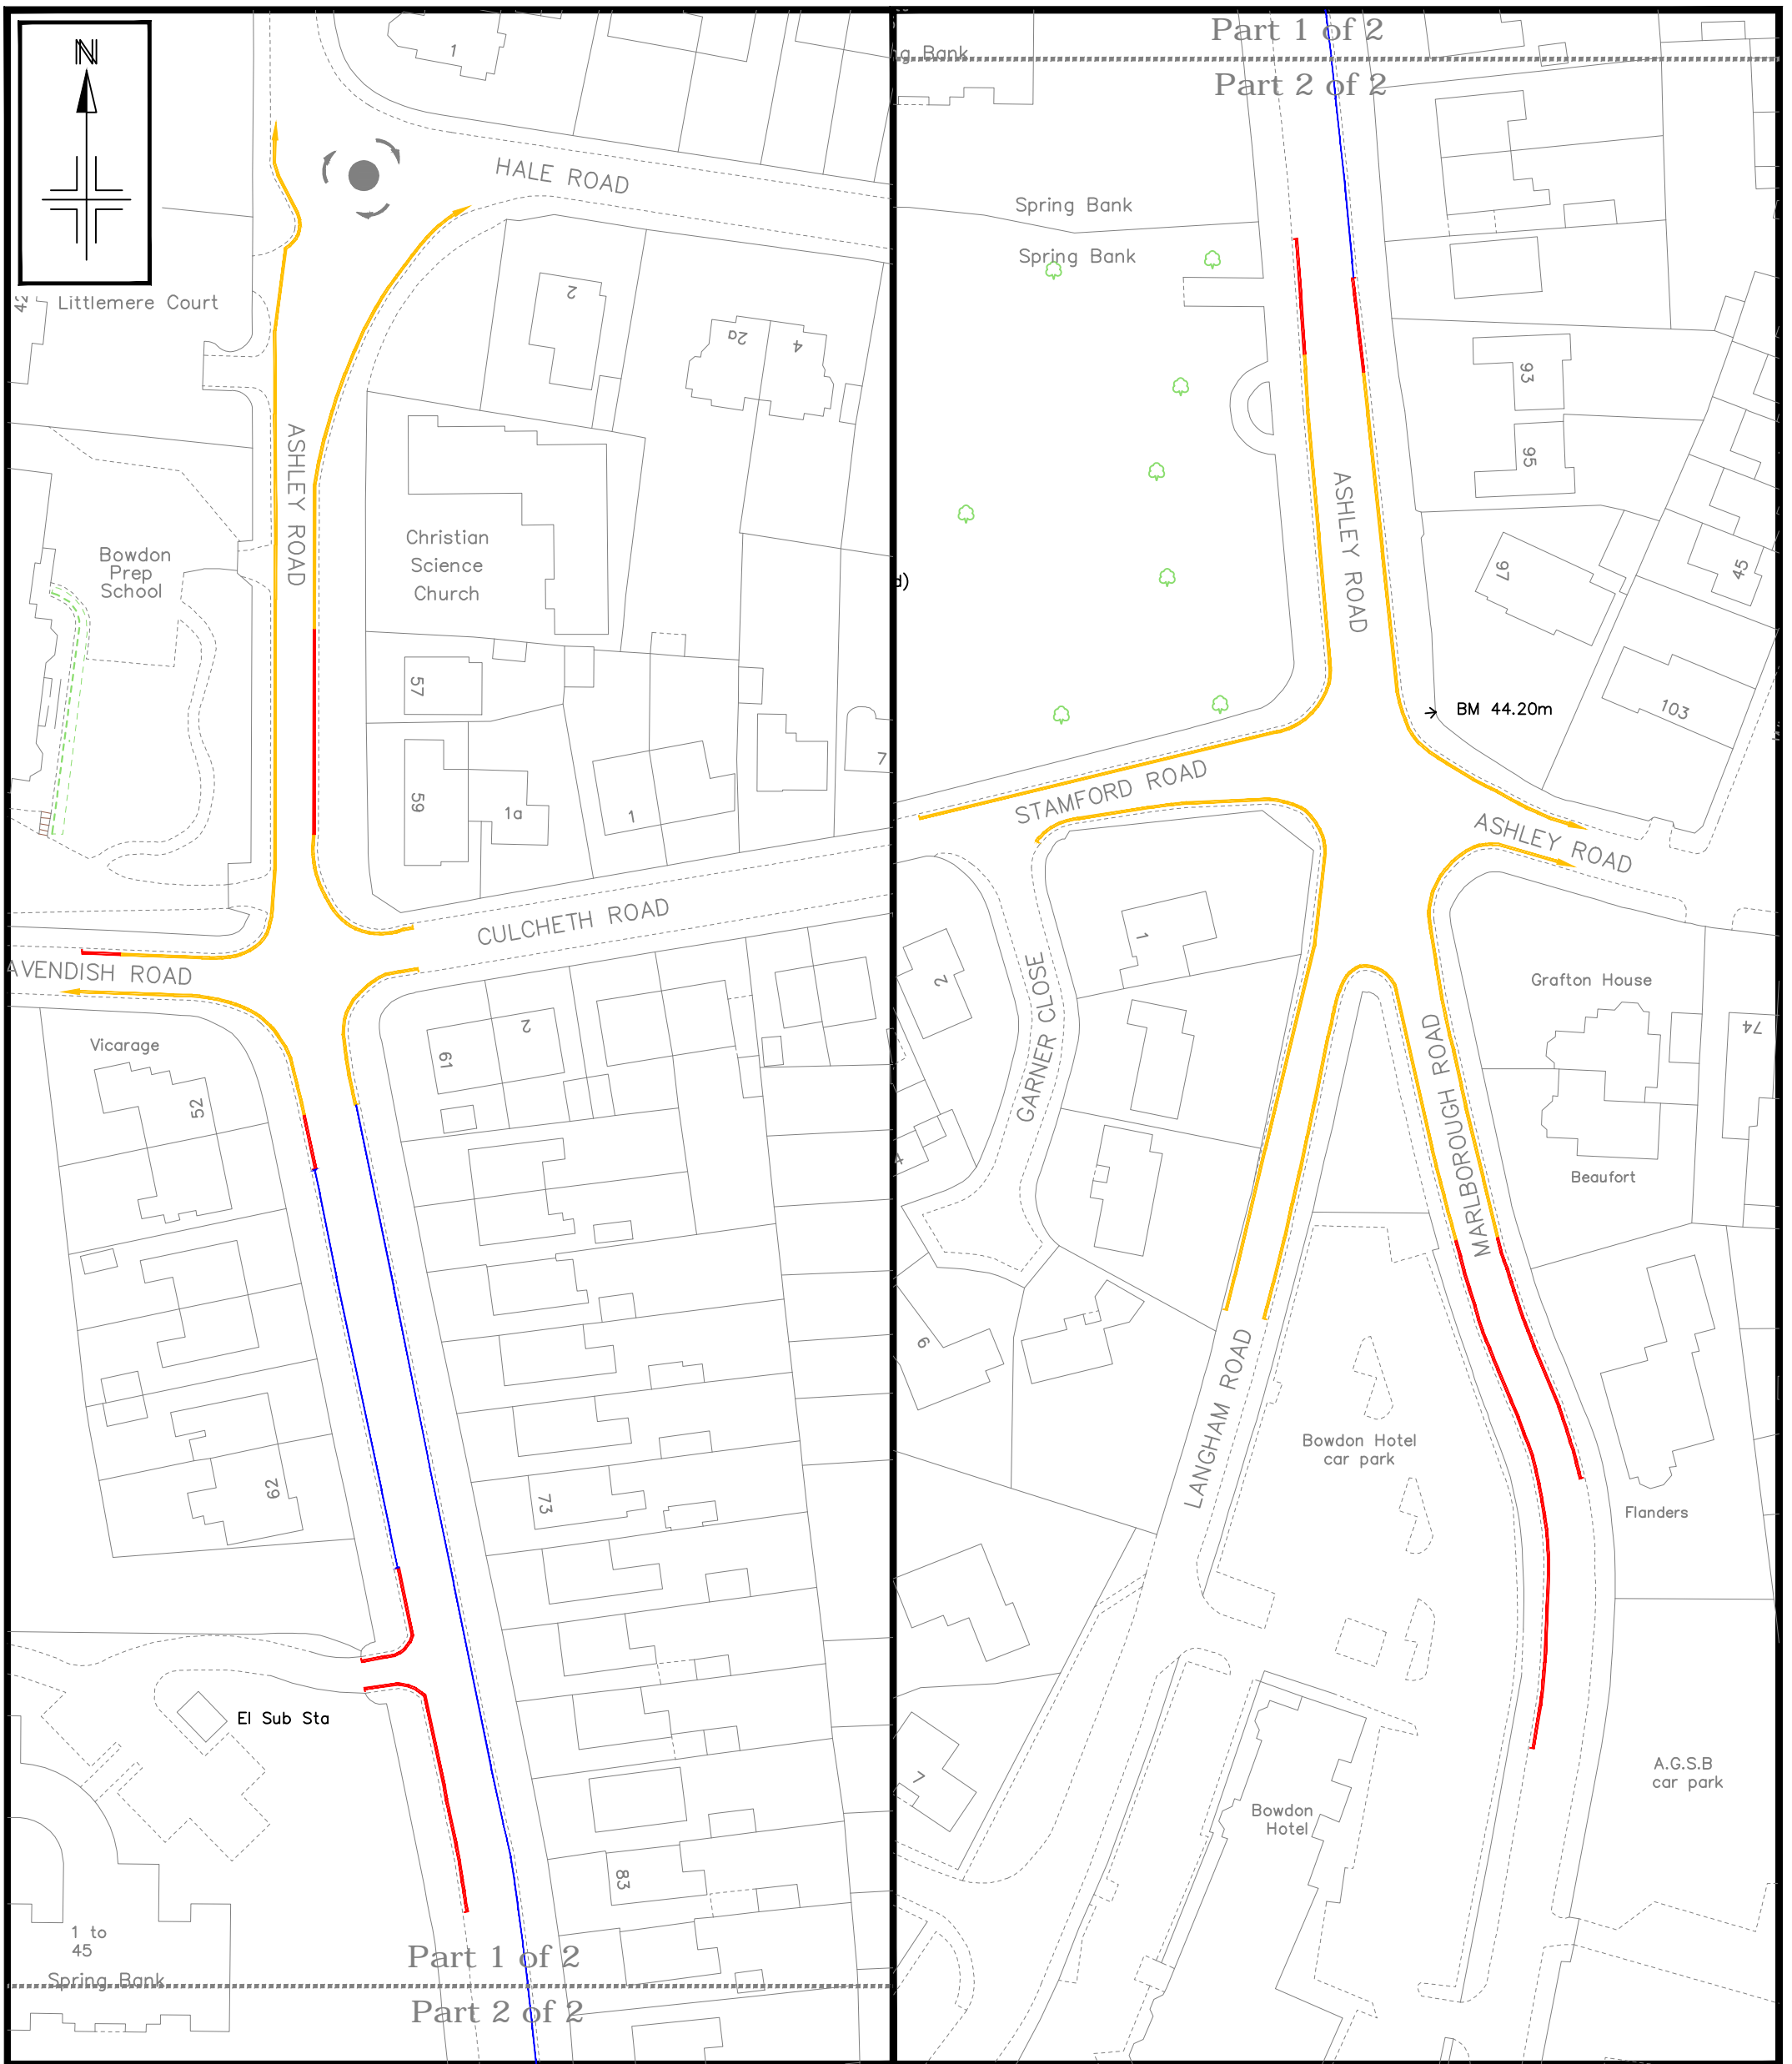 N
1
HALE ROAD
42
Littlemere Court
2
2a
4
ASHLEY ROAD
Christian
Science
Church
Bowdon
Prep
School
57
59
1a
1
7
CULCHETH ROAD
AVENDISH ROAD
Vicarage
52
61
2
62
73
El Sub Sta
83
1 to
45
Spring Bank
Part 1 of 2
Part 2 of 2
Part 1 of 2
Part 2 of 2
ng Bank
Spring Bank
Spring Bank
93
95
97
45
103
ASHLEY ROAD
d)
BM 44.20m
STAMFORD ROAD
ASHLEY ROAD
1
2
GARNER CLOSE
4
6
7
Grafton House
74
Beaufort
MARLBOROUGH ROAD
LANGHAM ROAD
Bowdon Hotel
car park
Flanders
A.G.S.B
car park
Bowdon
Hotel